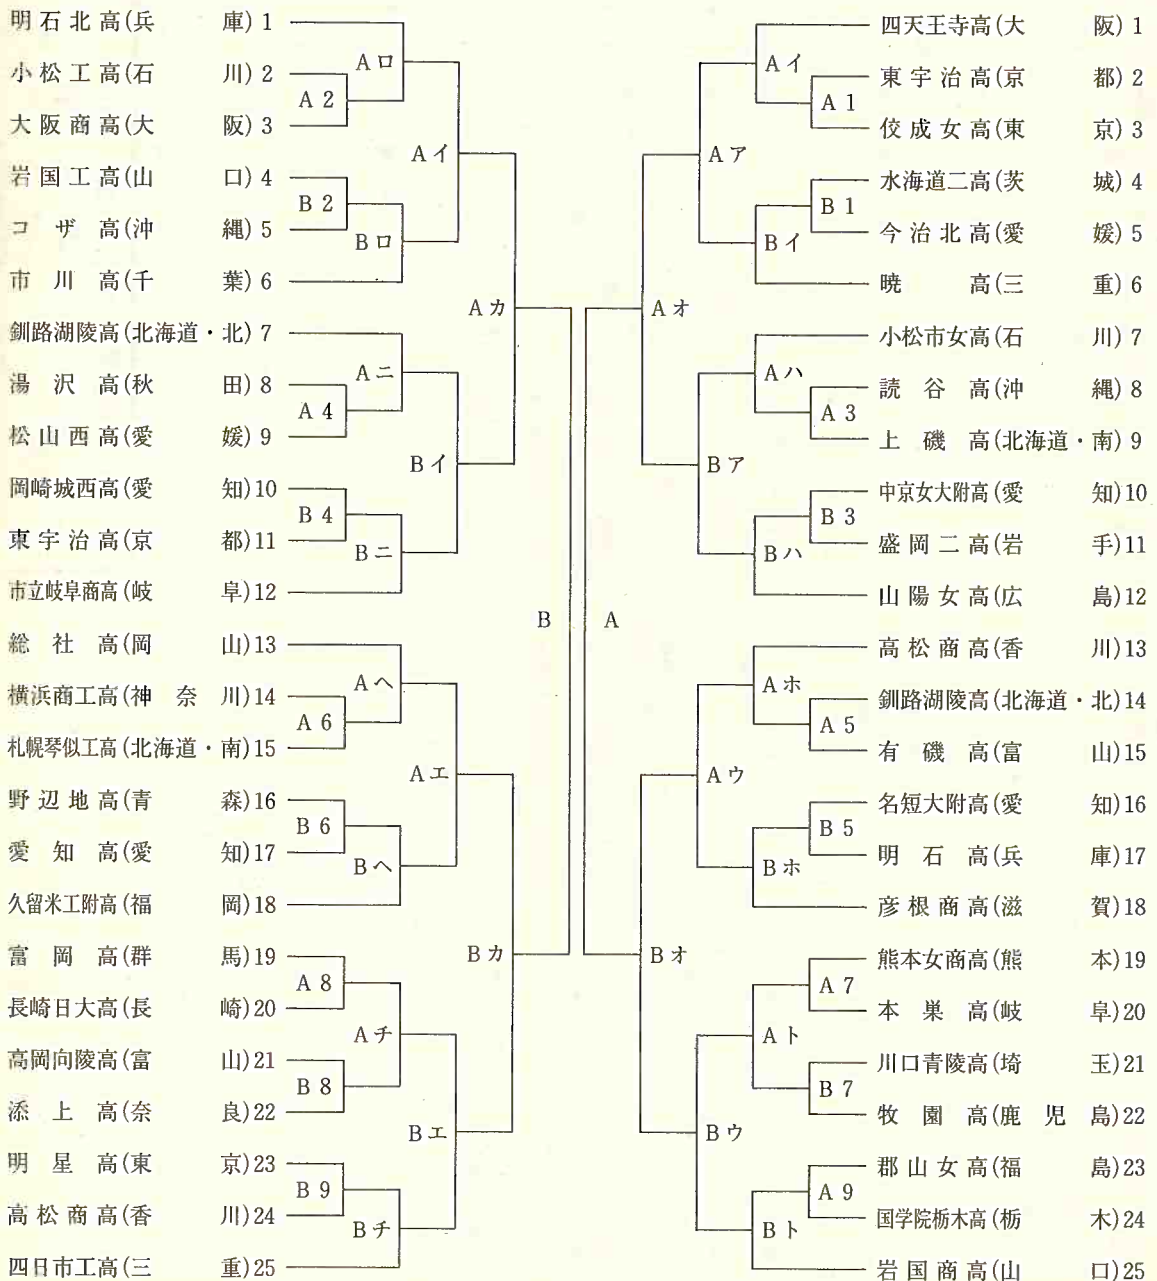 明石北高(兵庫)1
小松工高(石川)2
大阪商高(大阪)3
岩国工高(山口)4
コザ高(沖縄)5
市川高(千葉)6
釧路湖陵高(北海道・北)7
湯沢高(秋田)8
松山西高(愛媛)9
岡崎城西高(愛知)10
東宇治高(京都)11
市立岐阜商高(岐阜)12
総社高(岡山)13
横浜商工高(神奈川)14
札幌琴似工高(北海道・南)15
野辺地高(青森)16
愛知高(愛知)17
久留米工附高(福岡)18
富岡高(群馬)19
長崎日大高(長崎)20
高岡向陵高(富山)21
添上高(奈良)22
明星高(東京)23
高松商高(香川)24
四日市工高(三重)25
A2
B2
A4
B4
A6
B6
A8
B8
B9
Aロ
Bロ
Aニ
Bニ
Aヘ
Bヘ
Aチ
Bチ
Aイ
Bイ
Aエ
Bエ
Aカ
Bカ
B
A
Aオ
Bオ
Aア
Bア
Aウ
Bウ
Aイ
Bイ
Aハ
Bハ
Aホ
Bホ
Aト
Bト
A1
B1
A3
B3
A5
B5
A7
B7
A9
四天王寺高(大阪)1
東宇治高(京都)2
佼成女高(東京)3
水海道二高(茨城)4
今治北高(愛媛)5
暁高(三重)6
小松市女高(石川)7
読谷高(沖縄)8
上磯高(北海道・南)9
中京女大附高(愛知)10
盛岡二高(岩手)11
山陽女高(広島)12
高松商高(香川)13
釧路湖陵高(北海道・北)14
有磯高(富山)15
名短大附高(愛知)16
明石高(兵庫)17
彦根商高(滋賀)18
熊本女商高(熊本)19
本巣高(岐阜)20
川口青陵高(埼玉)21
牧園高(鹿児島)22
郡山女高(福島)23
国学院栃木高(栃木)24
岩国商高(山口)25